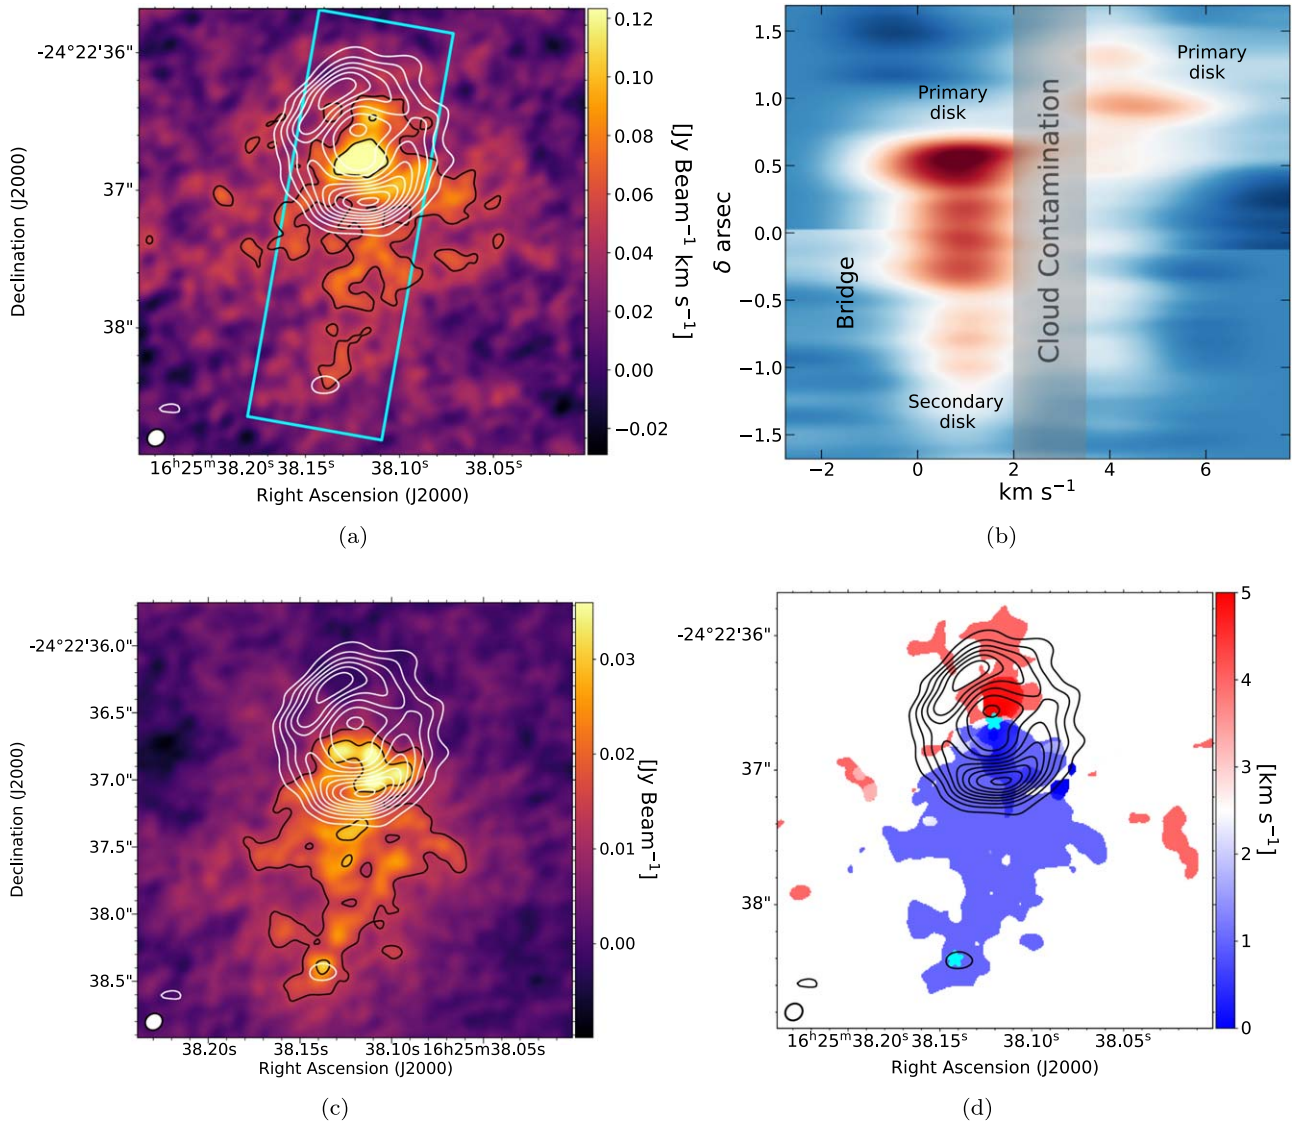 -24°22'36"
37"
38"
Declination (J2000)
16ʰ25ᵐ38.20ˢ 38.15ˢ 38.10ˢ 38.05ˢ
Right Ascension (J2000)
0.12
0.10
0.08
0.06
0.04
0.02
0.00
−0.02
[Jy Beam⁻¹ km s⁻¹]
(a)
1.5
1.0
0.5
0.0
−0.5
−1.0
−1.5
δ arsec
Primary
disk
Primary
disk
Bridge
Cloud Contamination
Secondary
disk
−2 0 2 4 6
km s⁻¹
(b)
-24°22'36.0"
36.5"
37.0"
37.5"
38.0"
38.5"
Declination (J2000)
38.20s 38.15s 38.10s 16h25m38.05s
Right Ascension (J2000)
0.03
0.02
0.01
0.00
[Jy Beam⁻¹]
(c)
-24°22'36"
37"
38"
16ʰ25ᵐ38.20ˢ 38.15ˢ 38.10ˢ 38.05ˢ
Right Ascension (J2000)
5
4
3
2
1
0
[km s⁻¹]
(d)